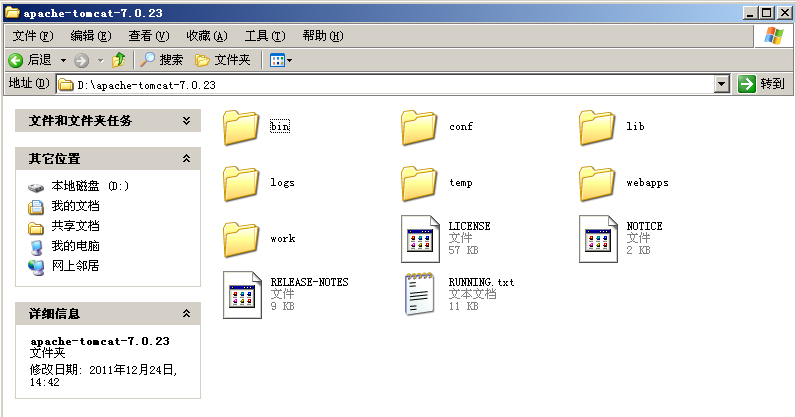 apache-tomcat-7.0.23
文件(F) 编辑(E) 查看(V) 收藏(A) 工具(T) 帮助(H)
后退 搜索 文件夹
地址(D) D:\apache-tomcat-7.0.23 转到
文件和文件夹任务
其它位置
本地磁盘 (D:)
我的文档
共享文档
我的电脑
网上邻居
详细信息
apache-tomcat-7.0.23
文件夹
修改日期: 2011年12月24日,
14:42
bin
conf
lib
logs
temp
webapps
work
LICENSE
文件
57 KB
NOTICE
文件
2 KB
RELEASE-NOTES
文件
9 KB
RUNNING.txt
文本文档
11 KB